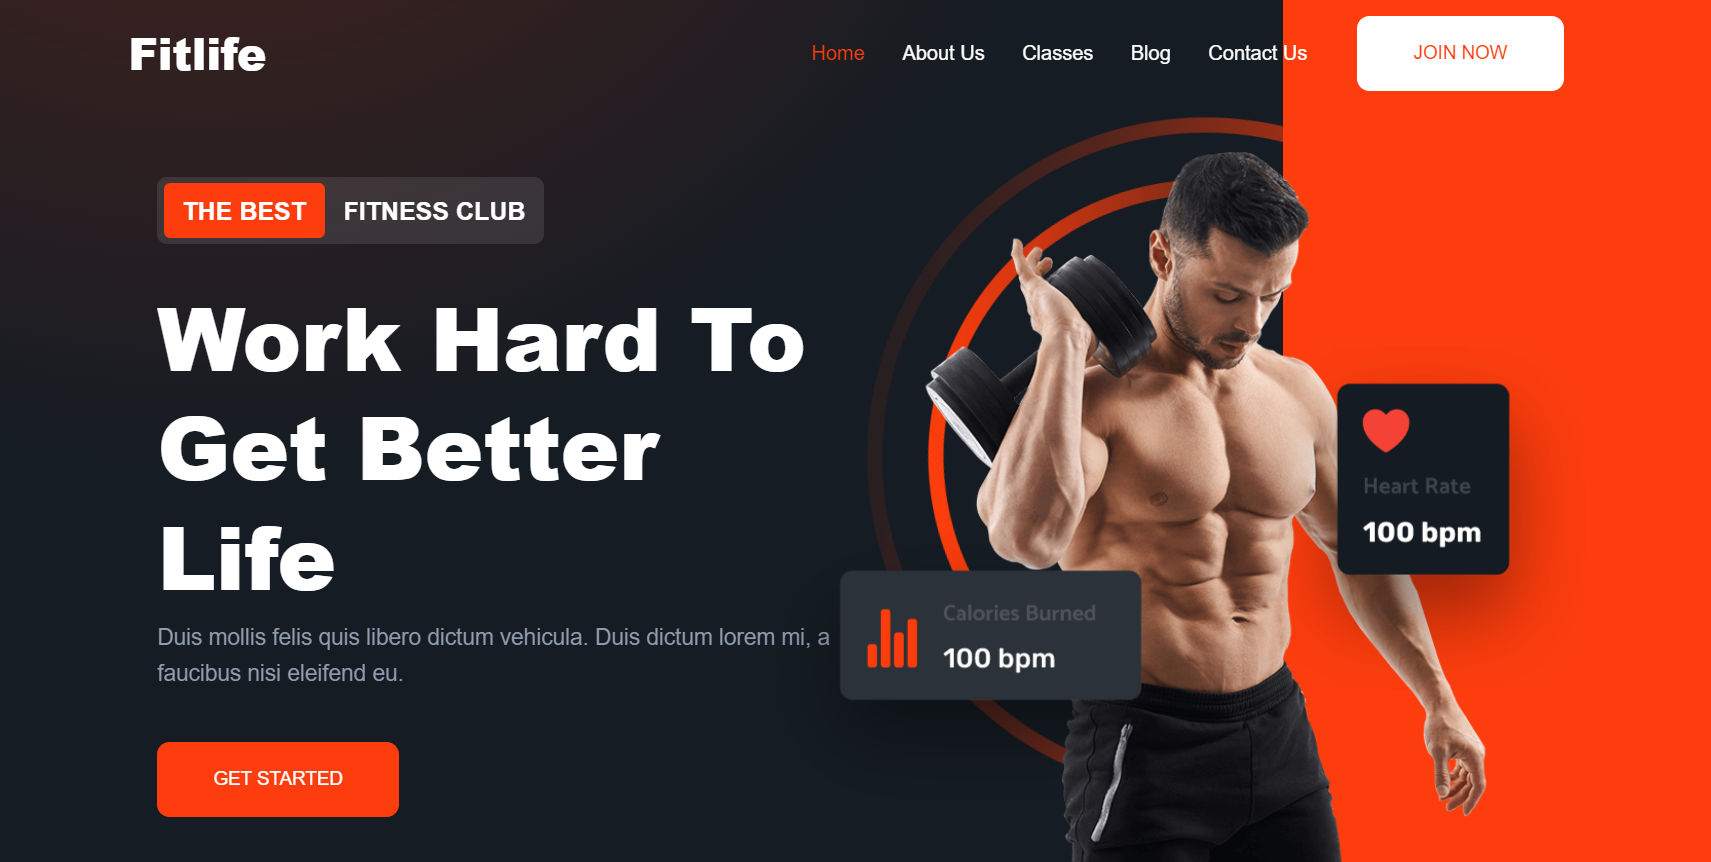 Fitlife
Home About Us Classes Blog Contact Us JOIN NOW
THE BEST FITNESS CLUB
Work Hard To
Get Better
Life
Duis mollis felis quis libero dictum vehicula. Duis dictum lorem mi, a
faucibus nisi eleifend eu.
GET STARTED
Heart Rate
100 bpm
Calories Burned
100 bpm